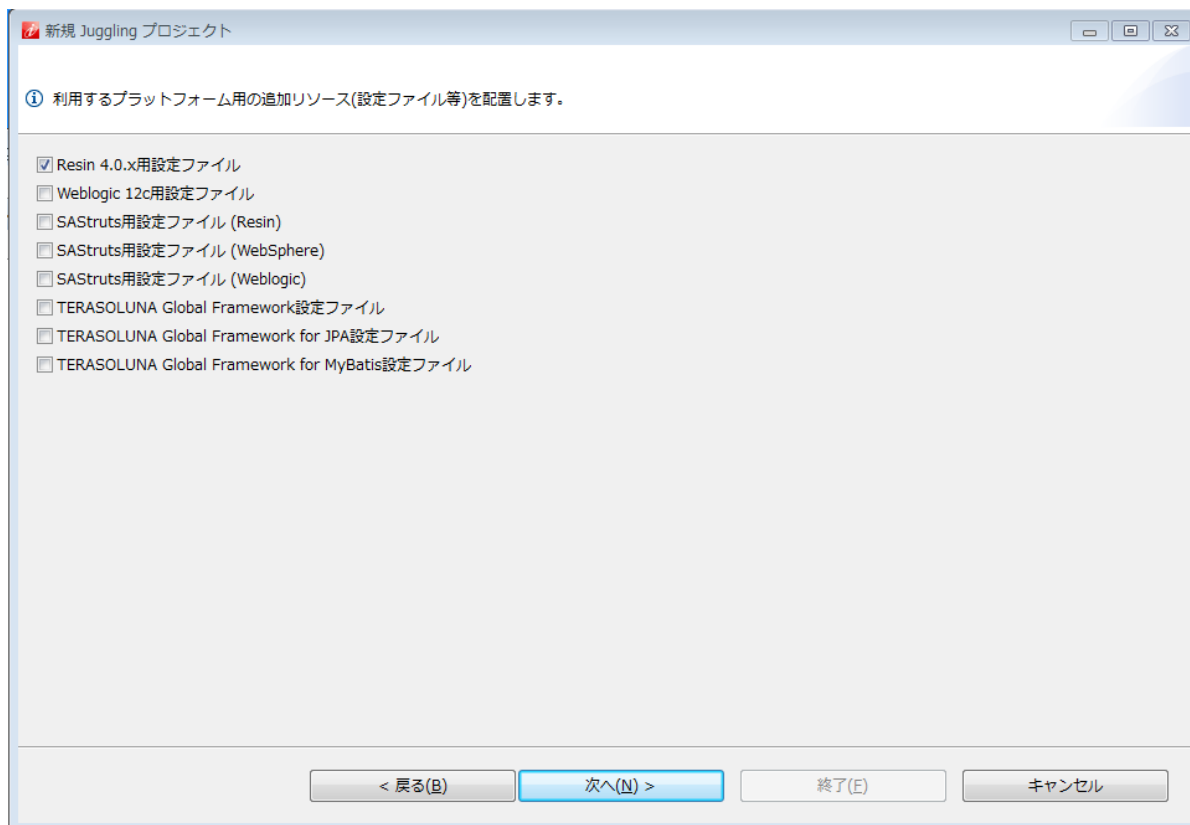 新規 Juggling プロジェクト
利用するプラットフォーム用の追加リソース(設定ファイル等)を配置します。
Resin 4.0.x用設定ファイル
Weblogic 12c用設定ファイル
SAStruts用設定ファイル (Resin)
SAStruts用設定ファイル (WebSphere)
SAStruts用設定ファイル (Weblogic)
TERASOLUNA Global Framework設定ファイル
TERASOLUNA Global Framework for JPA設定ファイル
TERASOLUNA Global Framework for MyBatis設定ファイル
< 戻る(B) 次へ(N) > 終了(F) キャンセル